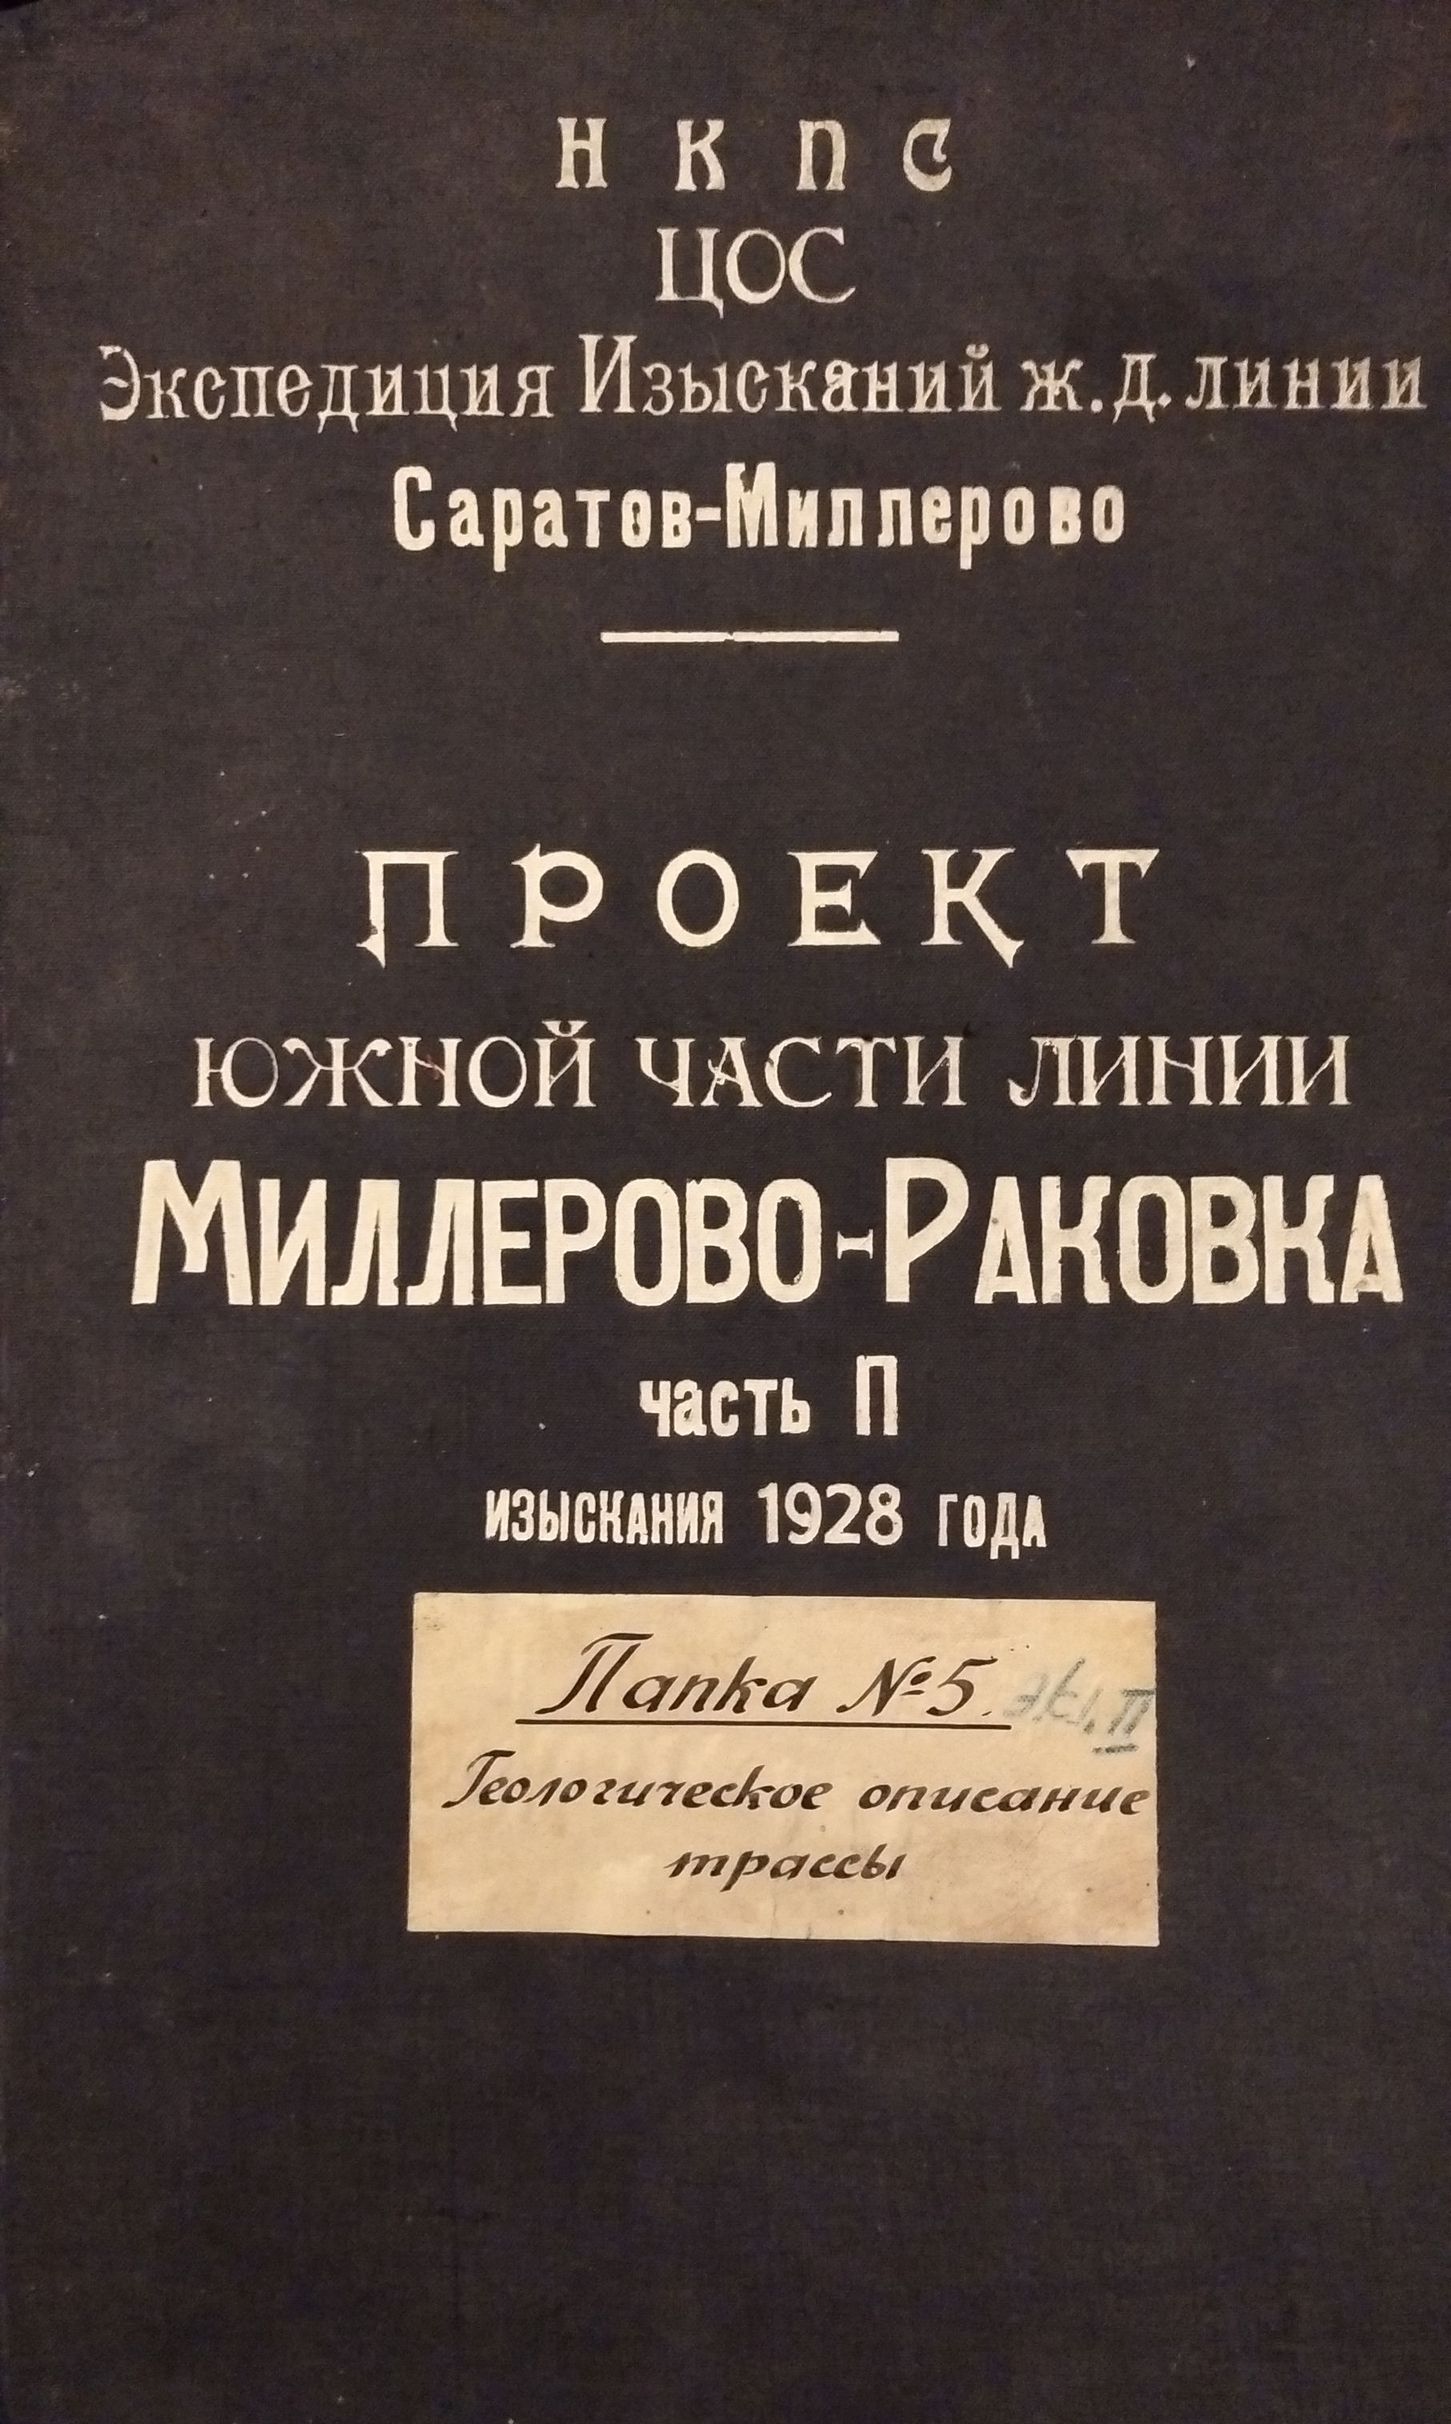 НКПС
ЦОС
Экспедиция Изысканий ж.д. линии
Саратов-Миллерово
ПРОЕКТ
ЮЖНОЙ ЧАСТИ ЛИНИИ
МИЛЛЕРОВО-РАКОВКА
часть П
ИЗЫСКАНИЯ 1928 ГОДА
Папка №5. экз. II
Геологическое описание
трассы